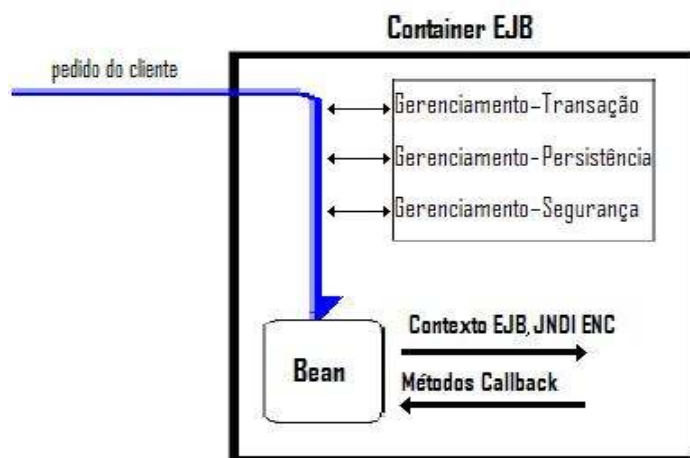 Container EJB
pedido do cliente
Gerenciamento-Transação
Gerenciamento-Persistência
Gerenciamento-Segurança
Contexto EJB, JNDI ENC
Bean
Métodos Callback